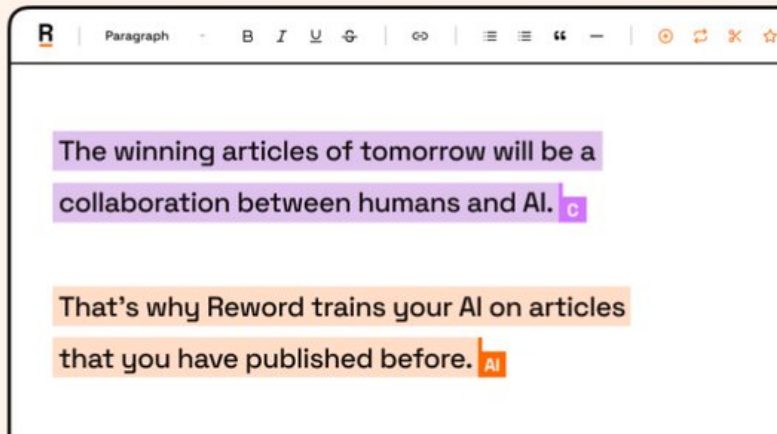 R Paragraph B I U S
The winning articles of tomorrow will be a
collaboration between humans and AI.
C
That's why Reword trains your AI on articles
that you have published before.
AI